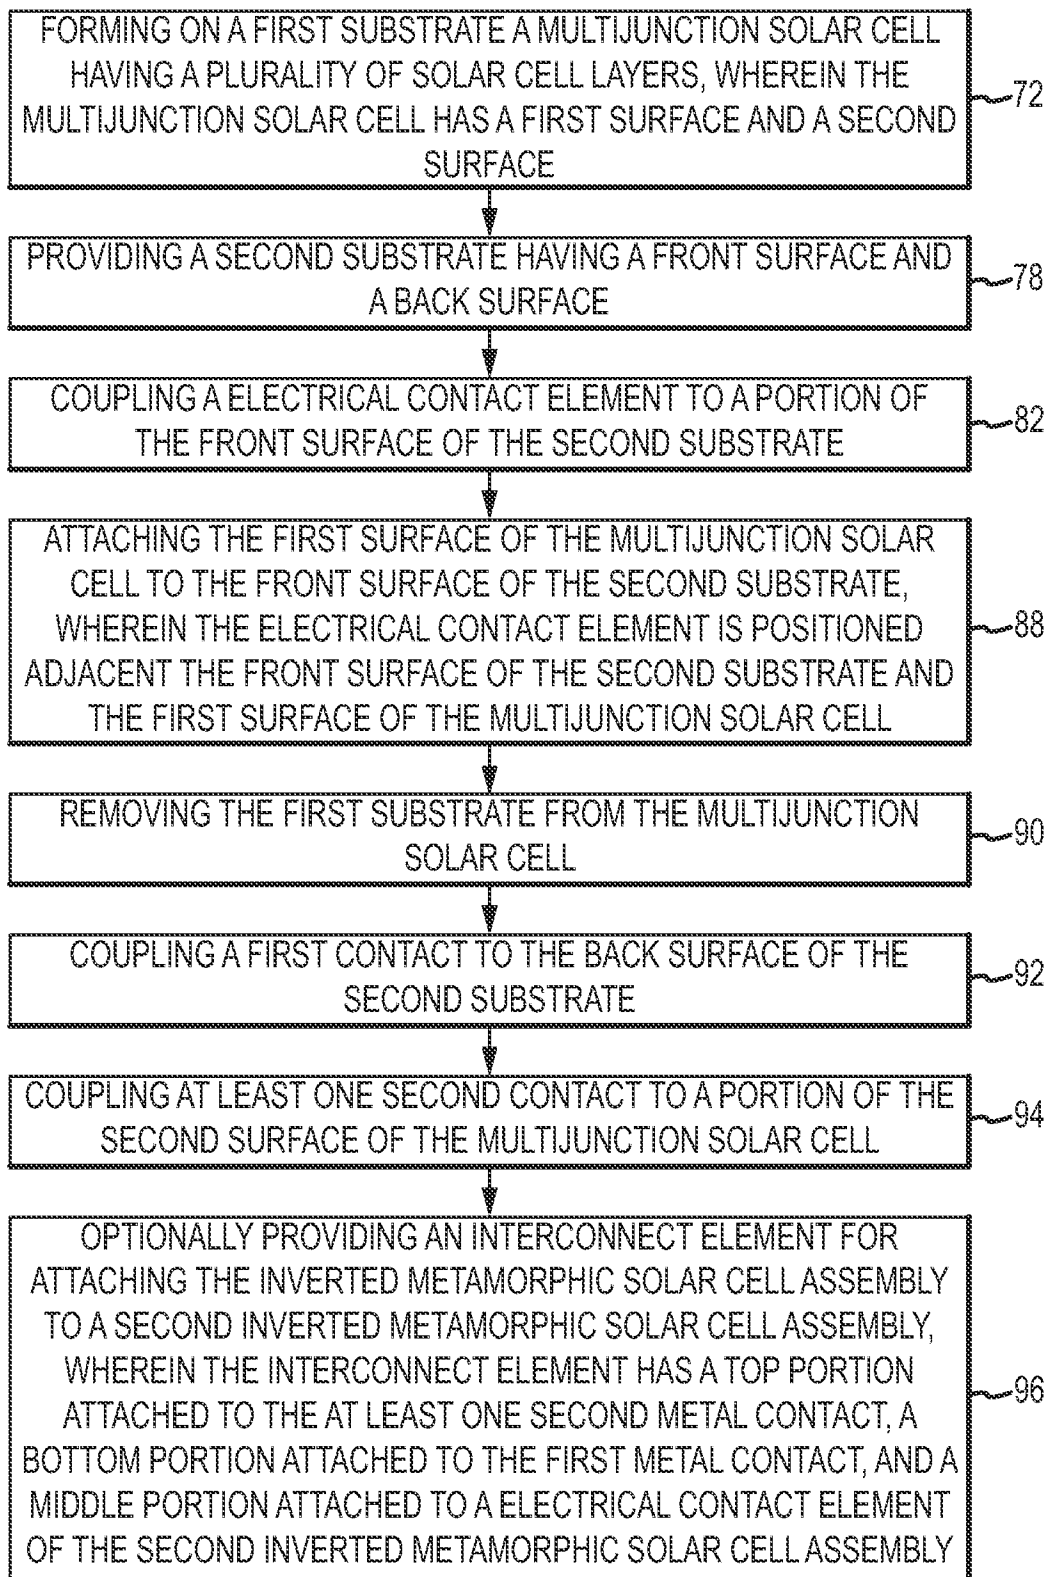 FORMING ON A FIRST SUBSTRATE A MULTIJUNCTION SOLAR CELL
HAVING A PLURALITY OF SOLAR CELL LAYERS, WHEREIN THE
MULTIJUNCTION SOLAR CELL HAS A FIRST SURFACE AND A SECOND
SURFACE
72
PROVIDING A SECOND SUBSTRATE HAVING A FRONT SURFACE AND
A BACK SURFACE
78
COUPLING A ELECTRICAL CONTACT ELEMENT TO A PORTION OF
THE FRONT SURFACE OF THE SECOND SUBSTRATE
82
ATTACHING THE FIRST SURFACE OF THE MULTIJUNCTION SOLAR
CELL TO THE FRONT SURFACE OF THE SECOND SUBSTRATE,
WHEREIN THE ELECTRICAL CONTACT ELEMENT IS POSITIONED
ADJACENT THE FRONT SURFACE OF THE SECOND SUBSTRATE AND
THE FIRST SURFACE OF THE MULTIJUNCTION SOLAR CELL
88
REMOVING THE FIRST SUBSTRATE FROM THE MULTIJUNCTION
SOLAR CELL
90
COUPLING A FIRST CONTACT TO THE BACK SURFACE OF THE
SECOND SUBSTRATE
92
COUPLING AT LEAST ONE SECOND CONTACT TO A PORTION OF THE
SECOND SURFACE OF THE MULTIJUNCTION SOLAR CELL
94
OPTIONALLY PROVIDING AN INTERCONNECT ELEMENT FOR
ATTACHING THE INVERTED METAMORPHIC SOLAR CELL ASSEMBLY
TO A SECOND INVERTED METAMORPHIC SOLAR CELL ASSEMBLY,
WHEREIN THE INTERCONNECT ELEMENT HAS A TOP PORTION
ATTACHED TO THE AT LEAST ONE SECOND METAL CONTACT, A
BOTTOM PORTION ATTACHED TO THE FIRST METAL CONTACT, AND A
MIDDLE PORTION ATTACHED TO A ELECTRICAL CONTACT ELEMENT
OF THE SECOND INVERTED METAMORPHIC SOLAR CELL ASSEMBLY
96